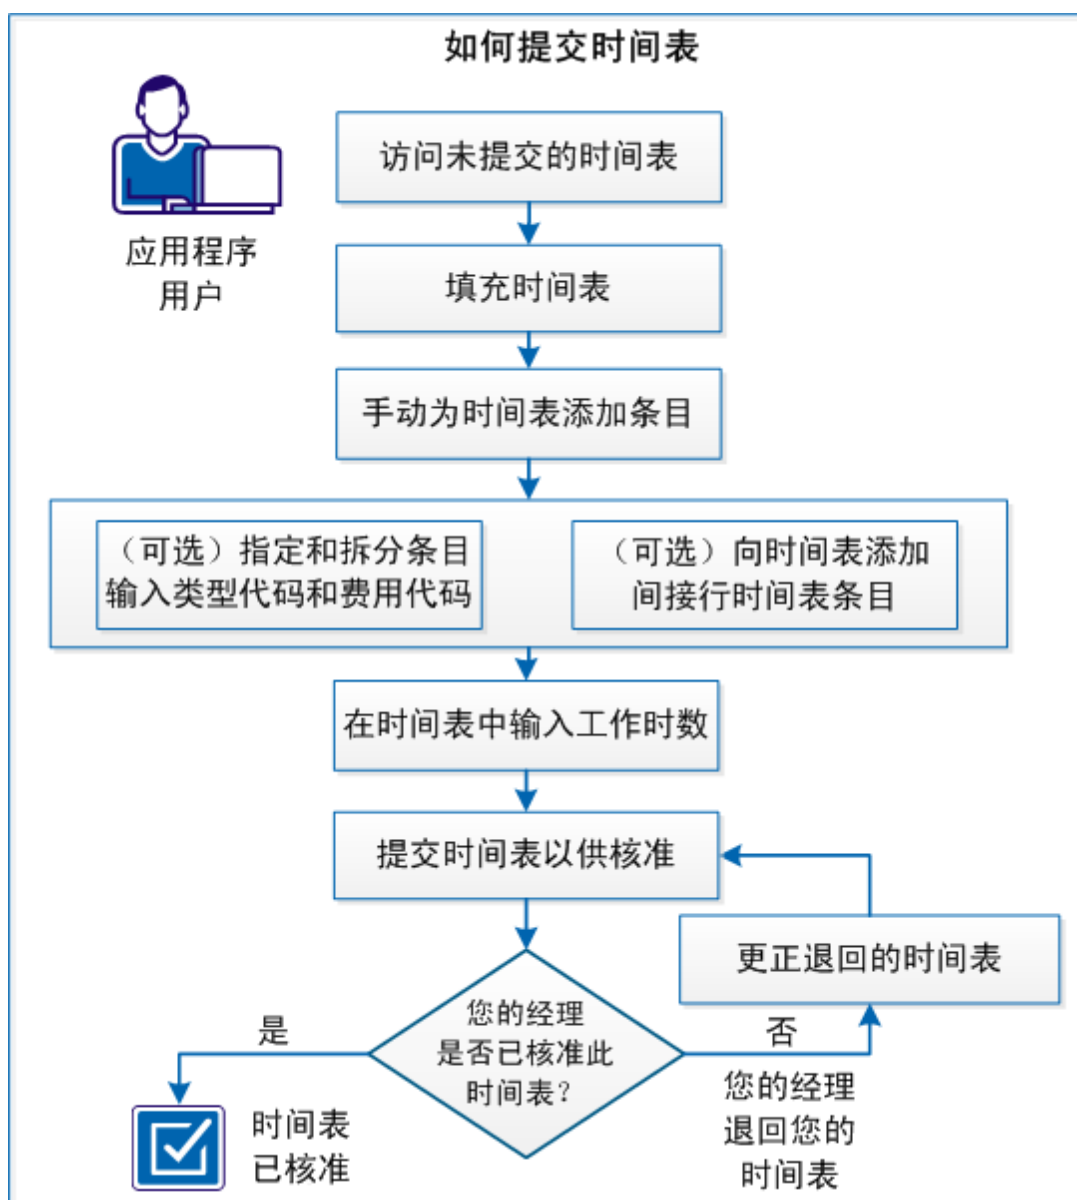 如何提交时间表
应用程序
用户
访问未提交的时间表
填充时间表
手动为时间表添加条目
（可选）指定和拆分条目
输入类型代码和费用代码
（可选）向时间表添加
间接行时间表条目
在时间表中输入工作时数
提交时间表以供核准
更正退回的时间表
您的经理
是否已核准此
时间表？
是
否
时间表
已核准
您的经理
退回您的
时间表